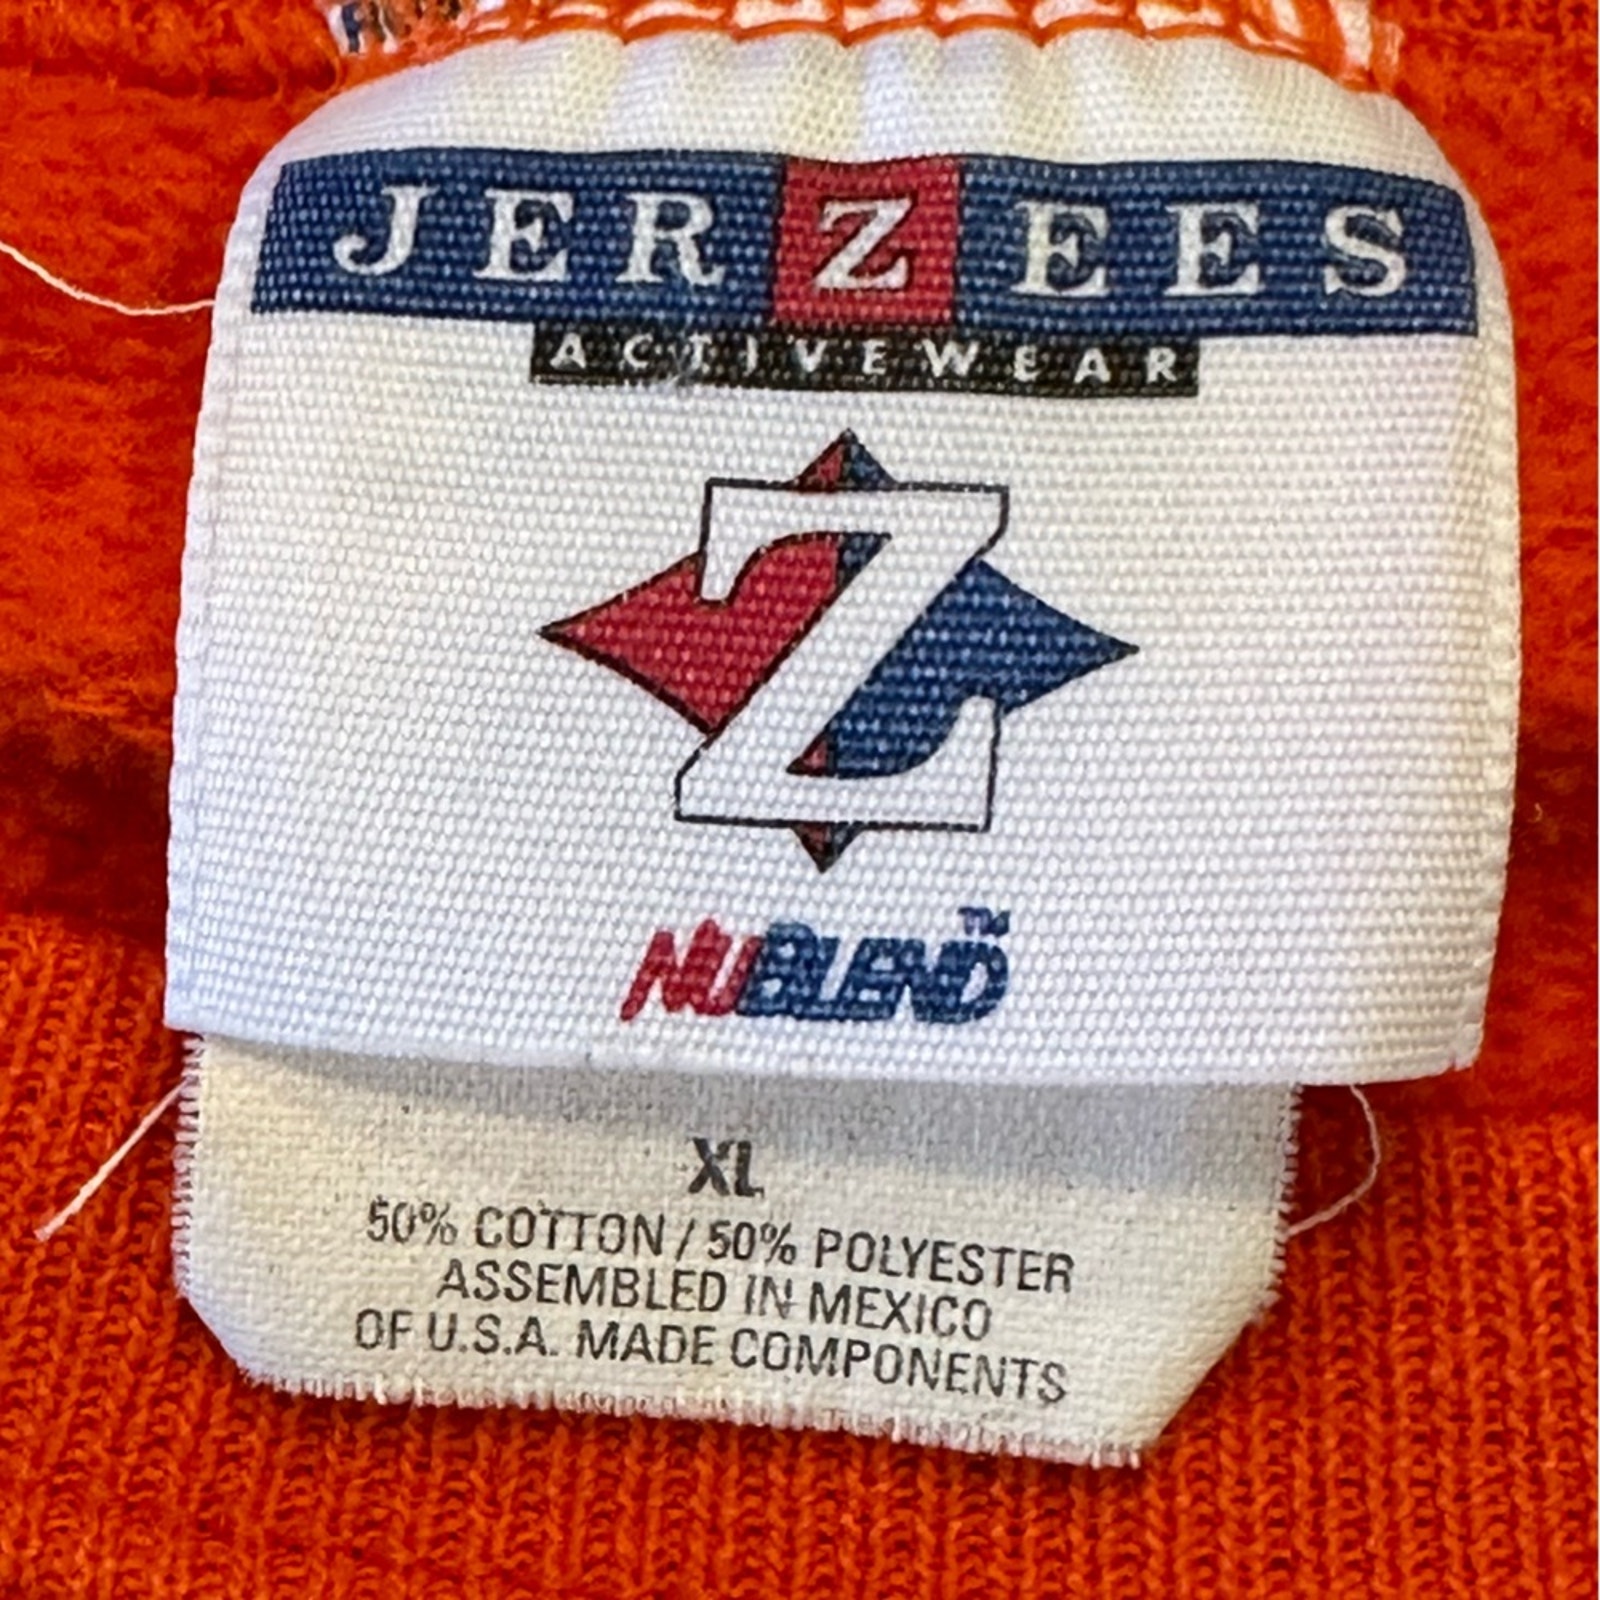 JERZEES
ACTIVEWEAR
Z
NUBLEND™
XL
50% COTTON / 50% POLYESTER
ASSEMBLED IN MEXICO
OF U.S.A. MADE COMPONENTS